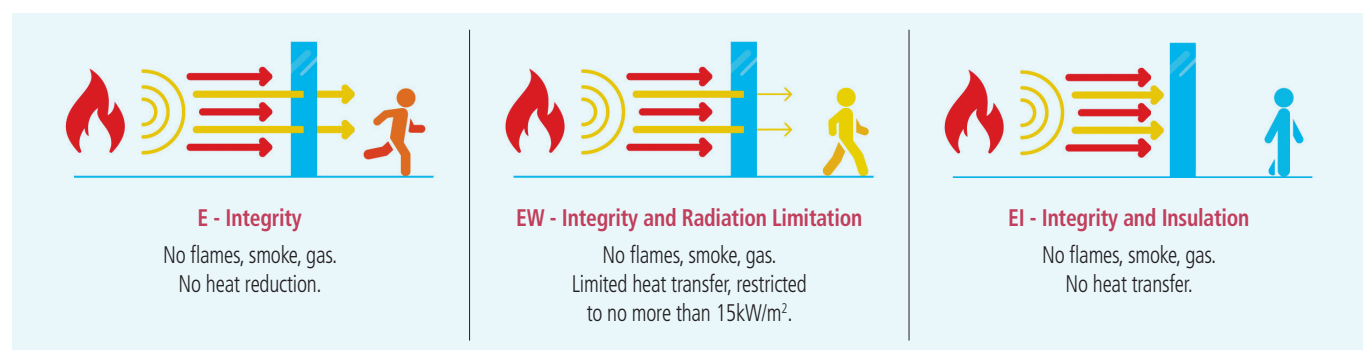 E - Integrity
No flames, smoke, gas.
No heat reduction.
EW - Integrity and Radiation Limitation
No flames, smoke, gas.
Limited heat transfer, restricted
to no more than 15kW/m².
EI - Integrity and Insulation
No flames, smoke, gas.
No heat transfer.